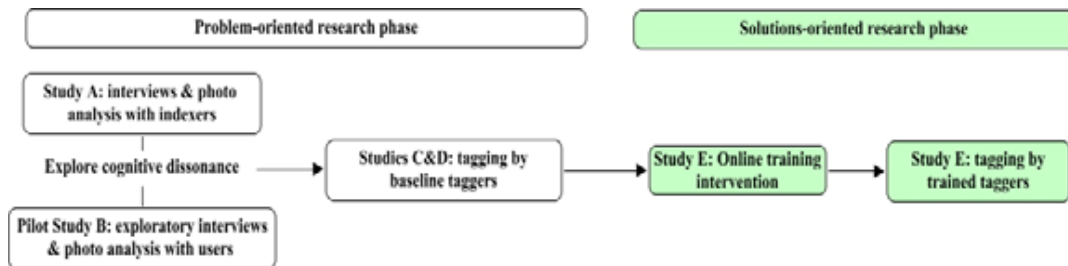 Problem-oriented research phase
Solutions-oriented research phase
Study A: interviews & photo
analysis with indexers
Explore cognitive dissonance
Pilot Study B: exploratory interviews
& photo analysis with users
Studies C&D: tagging by
baseline taggers
Study E: Online training
intervention
Study E: tagging by
trained taggers